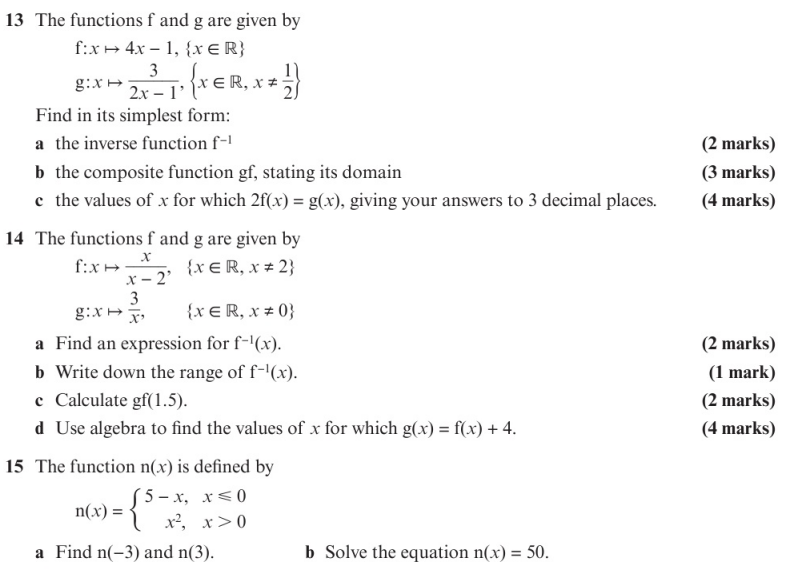 13 The functions f and g are given by
f: x ↦ 4x − 1, {x ∈ ℝ}
g: x ↦ 3/(2x − 1), {x ∈ ℝ, x ≠ 1/2}
Find in its simplest form:
a the inverse function f⁻¹ (2 marks)
b the composite function gf, stating its domain (3 marks)
c the values of x for which 2f(x) = g(x), giving your answers to 3 decimal places. (4 marks)
14 The functions f and g are given by
f: x ↦ x/(x − 2), {x ∈ ℝ, x ≠ 2}
g: x ↦ 3/x, {x ∈ ℝ, x ≠ 0}
a Find an expression for f⁻¹(x). (2 marks)
b Write down the range of f⁻¹(x). (1 mark)
c Calculate gf(1.5). (2 marks)
d Use algebra to find the values of x for which g(x) = f(x) + 4. (4 marks)
15 The function n(x) is defined by
n(x) = { 5 − x, x ⩽ 0
x², x > 0
a Find n(−3) and n(3). b Solve the equation n(x) = 50.